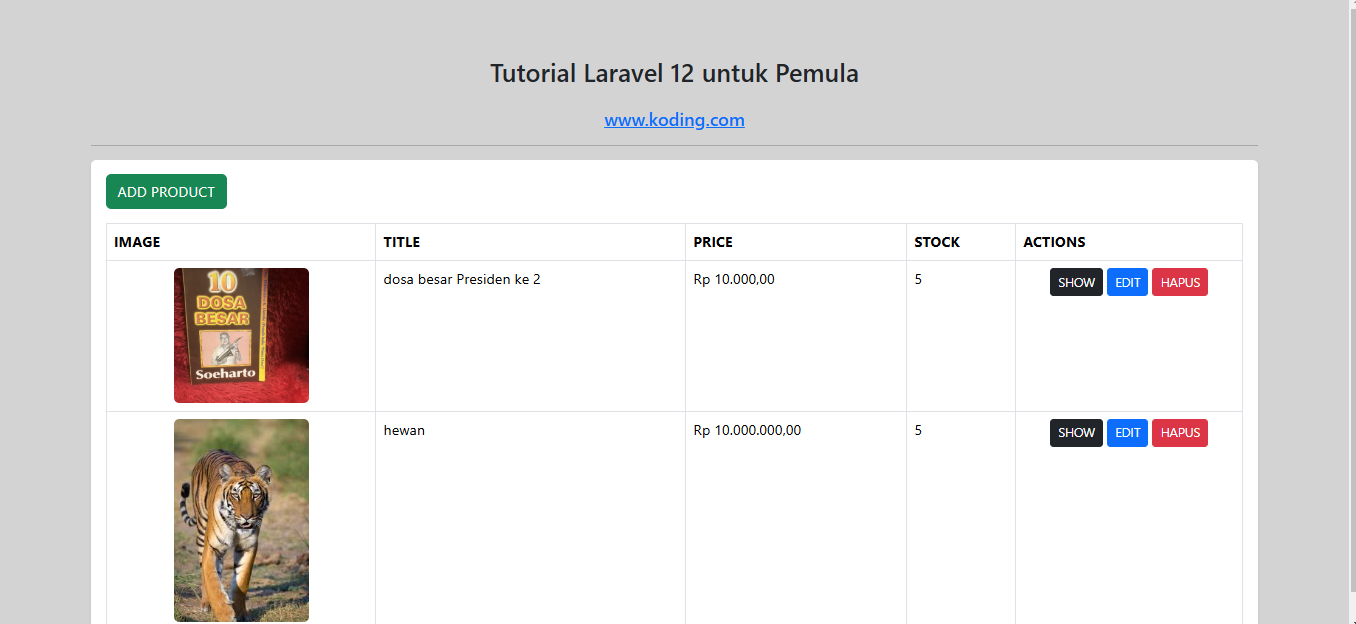 Tutorial Laravel 12 untuk Pemula
www.koding.com
ADD PRODUCT
IMAGE TITLE PRICE STOCK ACTIONS
10
DOSA
BESAR
Soeharto
dosa besar Presiden ke 2 Rp 10.000,00 5 SHOW EDIT HAPUS
hewan Rp 10.000.000,00 5 SHOW EDIT HAPUS